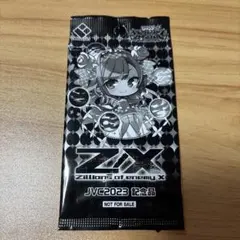 Z/X
Zillions of enemy X
JVC2023 記念品
NOT FOR SALE